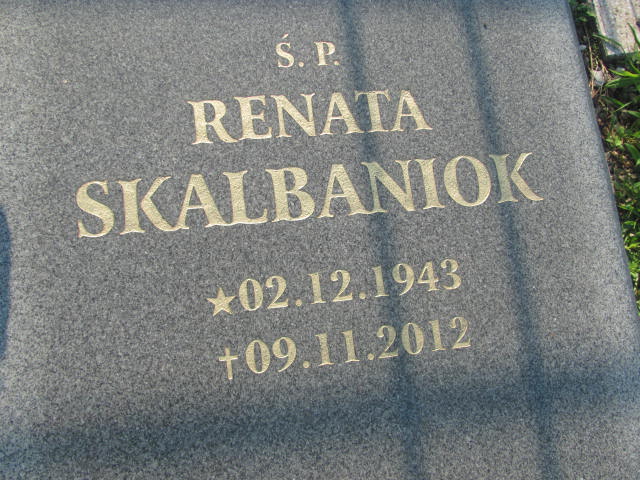 Ś. P.
RENATA
SKALBANIOK
★02.12.1943
✝09.11.2012